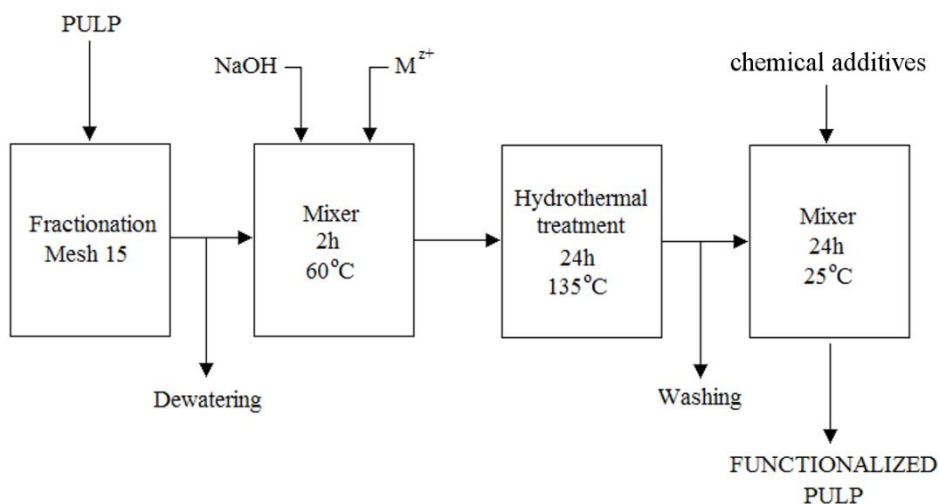 PULP
NaOH
M^{z+}
chemical additives
Fractionation
Mesh 15
Mixer
2h
60°C
Hydrothermal
treatment
24h
135°C
Mixer
24h
25°C
Dewatering
Washing
FUNCTIONALIZED
PULP